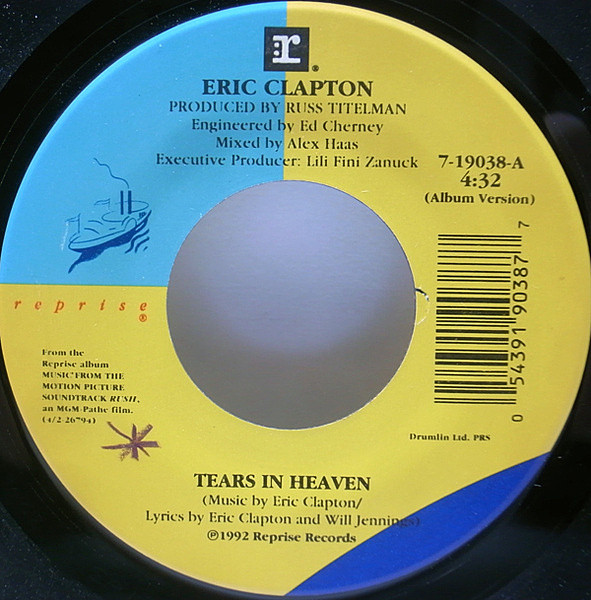 r®
ERIC CLAPTON
PRODUCED BY RUSS TITELMAN
Engineered by Ed Cherney
Mixed by Alex Haas
Executive Producer: Lili Fini Zanuck
7-19038-A
4:32
(Album Version)
reprise
®
0 54391 90387 7
From the
Reprise album
MUSIC FROM THE
MOTION PICTURE
SOUNDTRACK RUSH,
an MGM-Pathe film.
(4/2-26794)
Drumlin Ltd. PRS
TEARS IN HEAVEN
(Music by Eric Clapton/
Lyrics by Eric Clapton and Will Jennings)
℗1992 Reprise Records